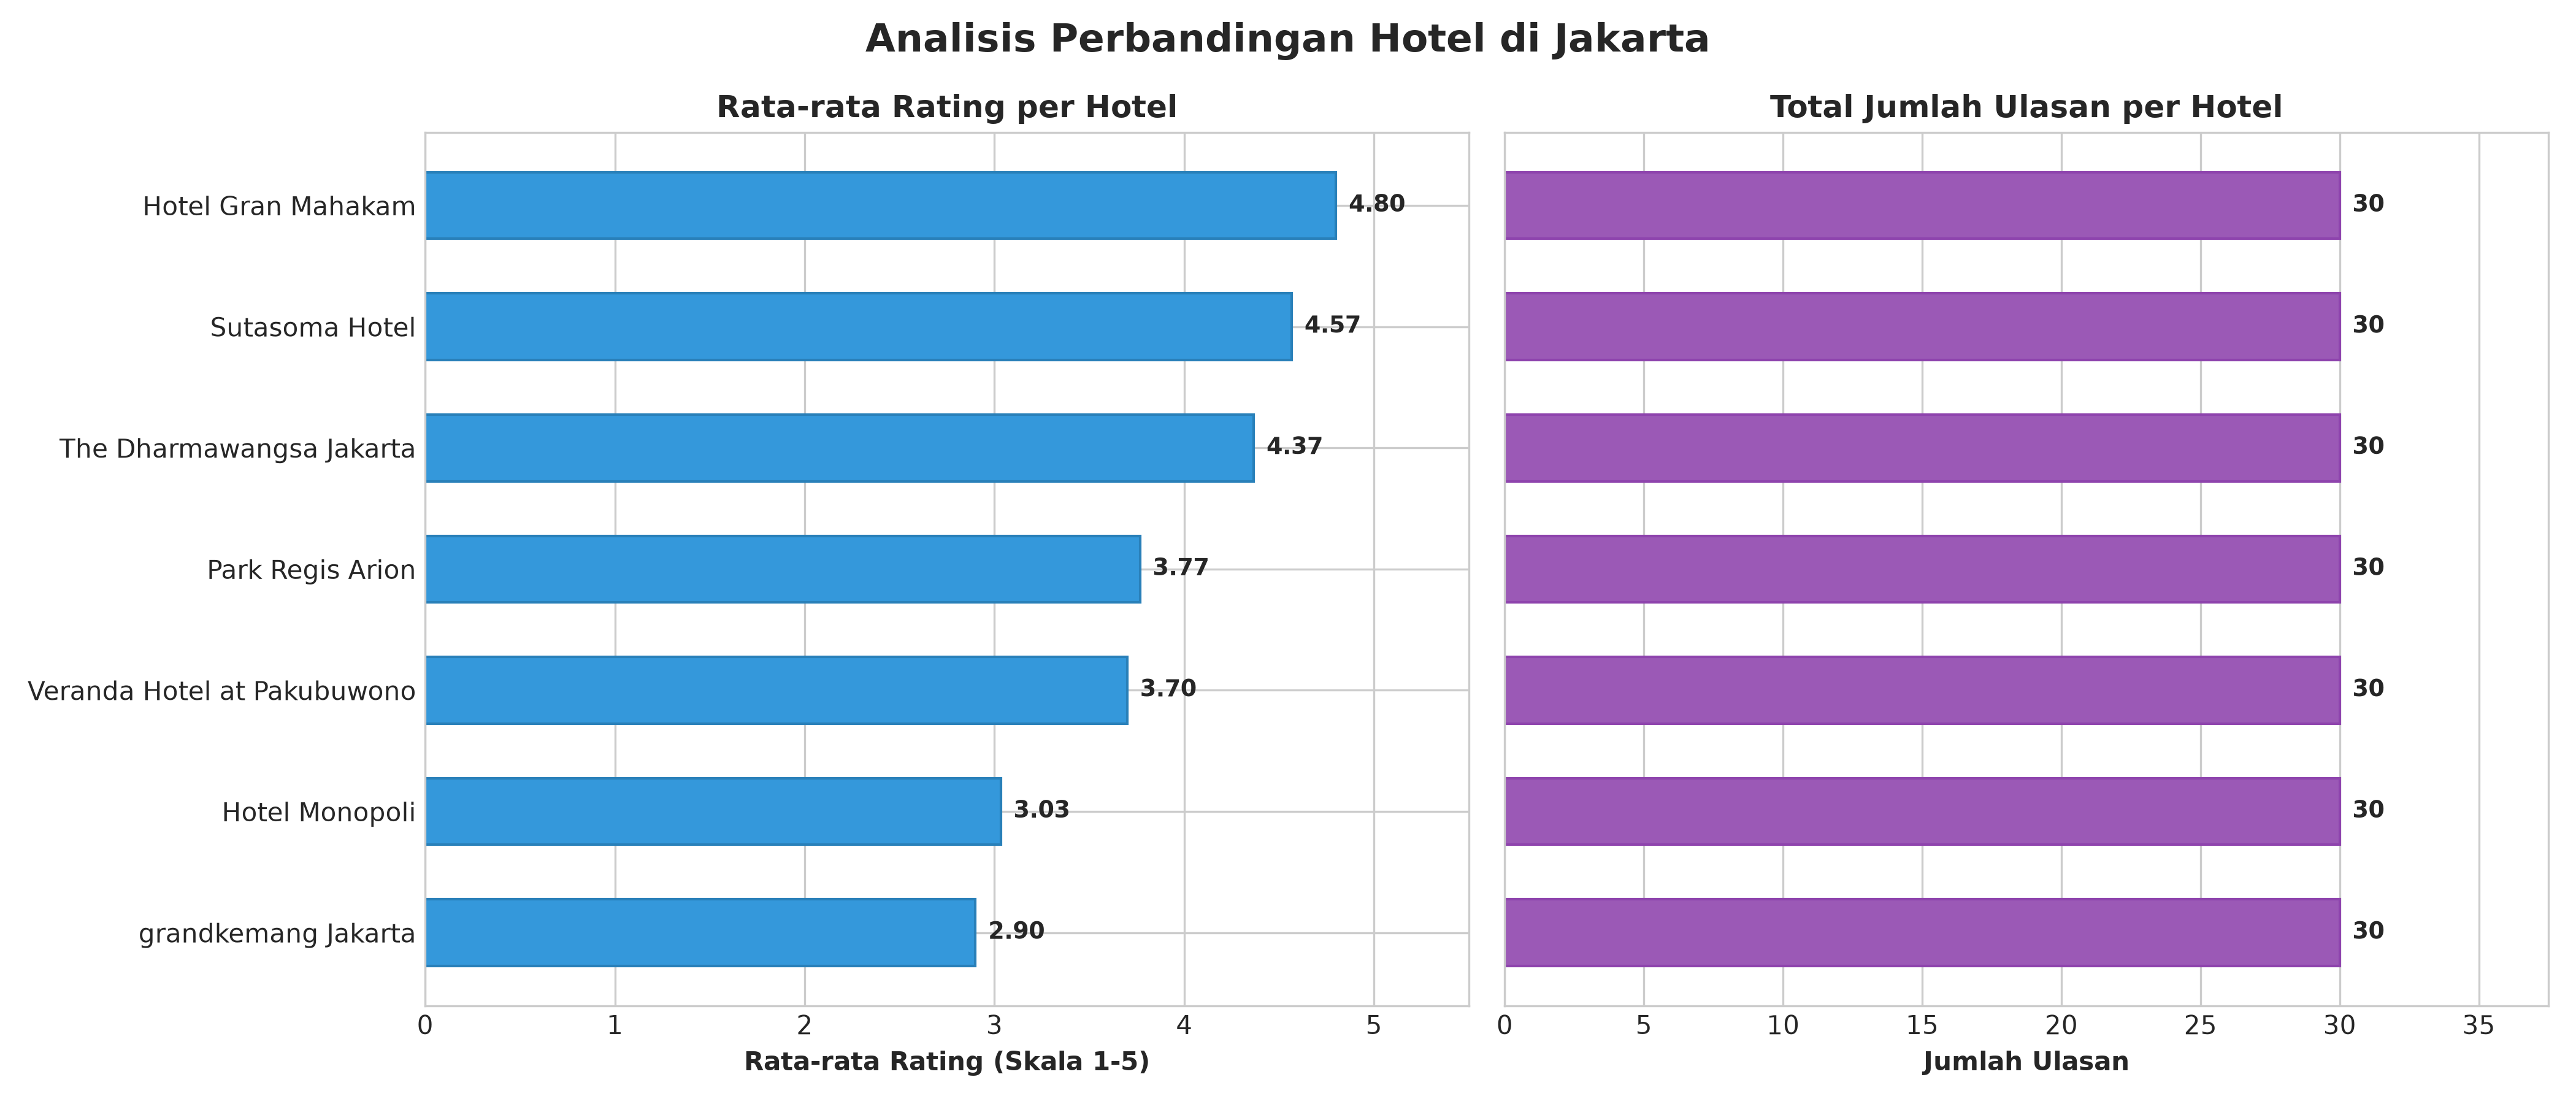 Analisis Perbandingan Hotel di Jakarta
Rata-rata Rating per Hotel
Hotel Gran Mahakam
4.80
Sutasoma Hotel
4.57
The Dharmawangsa Jakarta
4.37
Park Regis Arion
3.77
Veranda Hotel at Pakubuwono
3.70
Hotel Monopoli
3.03
grandkemang Jakarta
2.90
0 1 2 3 4 5
Rata-rata Rating (Skala 1-5)
Total Jumlah Ulasan per Hotel
30
30
30
30
30
30
30
0 5 10 15 20 25 30 35
Jumlah Ulasan